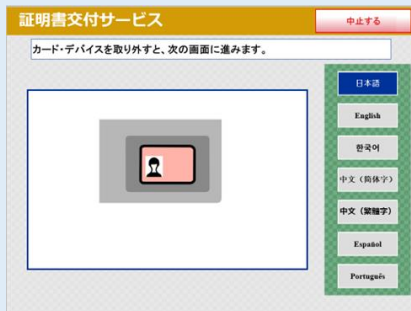 証明書交付サービス
中止する
カード・デバイスを取り外すと、次の画面に進みます。
日本語
English
한국어
中文（简体字）
中文（繁體字）
Español
Português